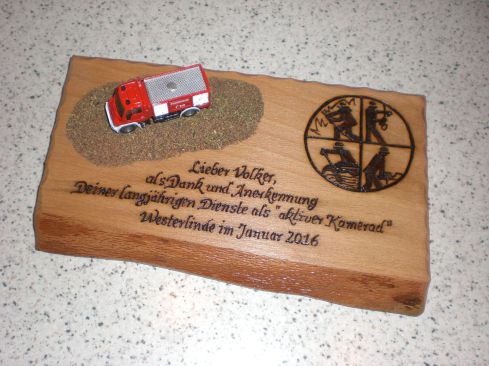 Lieber Volker,
als Dank und Anerkennung
Deiner langjährigen Dienste als "aktiver Kamerad"
Westerlinde im Januar 2016